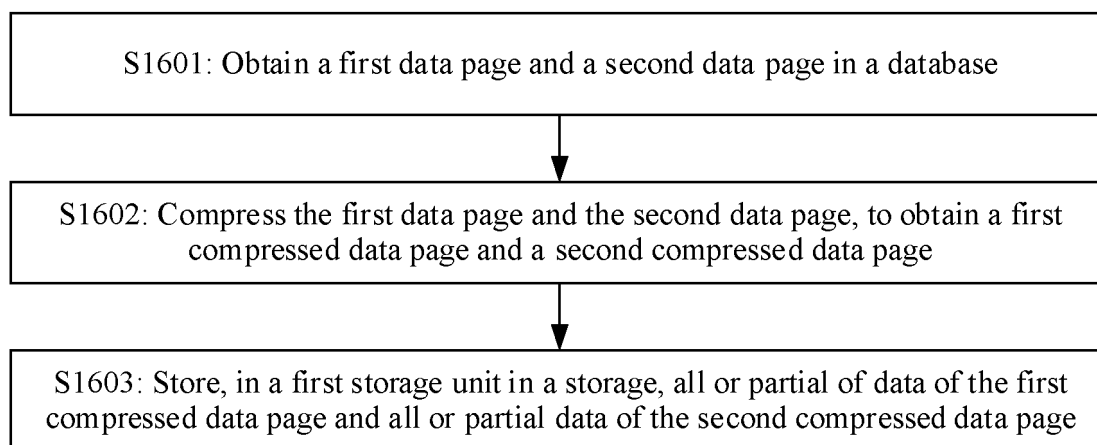 S1601: Obtain a first data page and a second data page in a database
S1602: Compress the first data page and the second data page, to obtain a first
compressed data page and a second compressed data page
S1603: Store, in a first storage unit in a storage, all or partial of data of the first
compressed data page and all or partial data of the second compressed data page